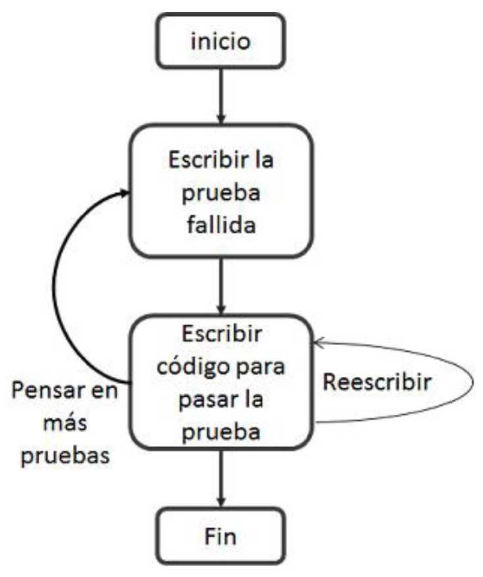 inicio
Escribir la
prueba
fallida
Escribir
código para
pasar la
prueba
Reescribir
Pensar en
más
pruebas
Fin